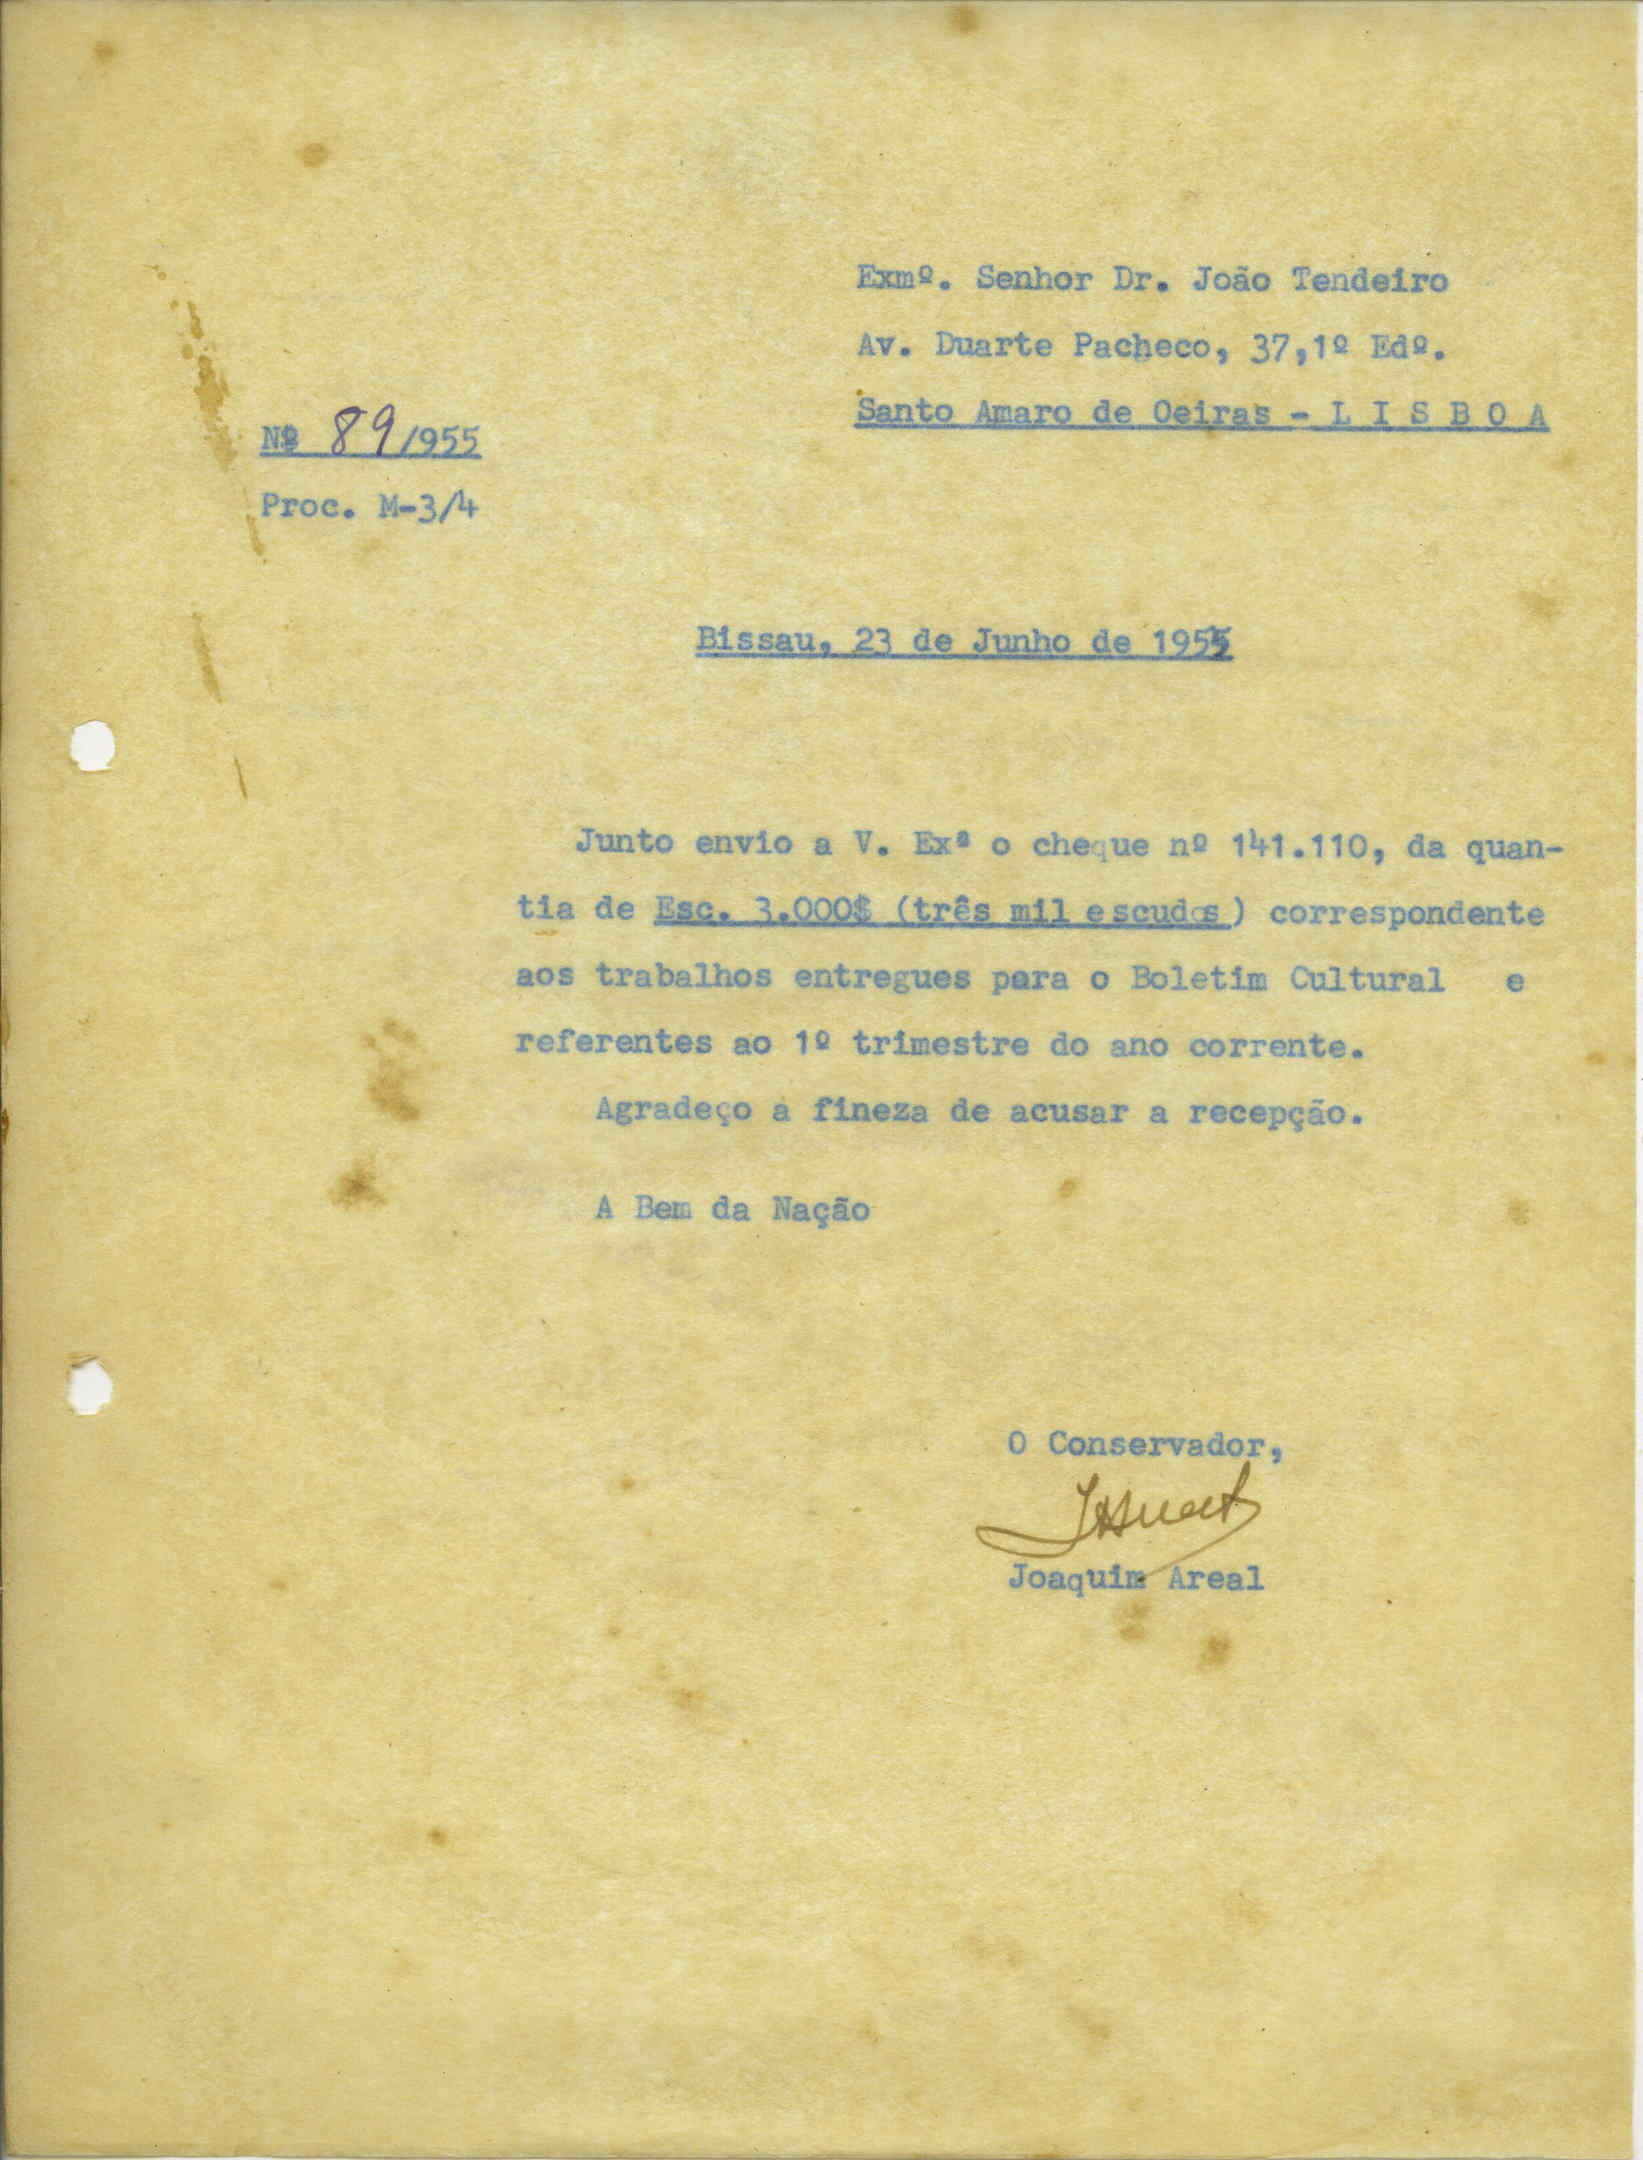 Exmº. Senhor Dr. João Tendeiro
Av. Duarte Pacheco, 37,1º Edº.
Santo Amaro de Oeiras - L I S B O A
Nº 89/955
Proc. M-3/4
Bissau, 23 de Junho de 1955
Junto envio a V. Exª o cheque nº 141.110, da quan-
tia de Esc. 3.000$ (três mil escudos) correspondente
aos trabalhos entregues para o Boletim Cultural e
referentes ao 1º trimestre do ano corrente.
Agradeço a fineza de acusar a recepção.
A Bem da Nação
O Conservador,
Joaquim Areal